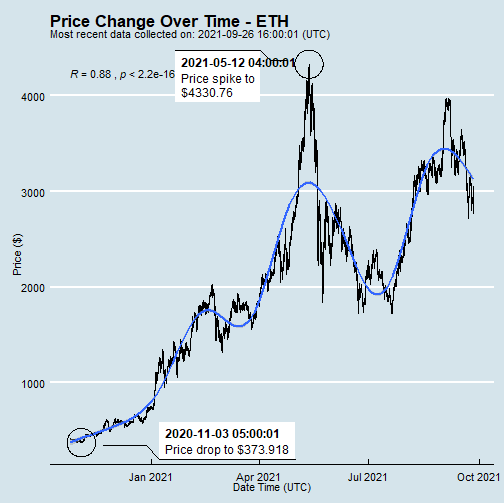 Price Change Over Time - ETH
Most recent data collected on: 2021-09-26 16:00:01 (UTC)
2021-05-12 04:00:01
Price spike to
$4330.76
R = 0.88 , p < 2.2e-16
4000
3000
2000
1000
Price ($)
2020-11-03 05:00:01
Price drop to $373.918
Jan 2021
Apr 2021
Jul 2021
Oct 2021
Date Time (UTC)